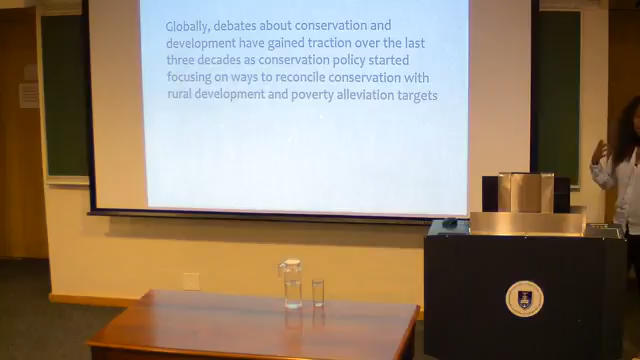 Globally, debates about conservation and
development have gained traction over the last
three decades as conservation policy started
focusing on ways to reconcile conservation with
rural development and poverty alleviation targets